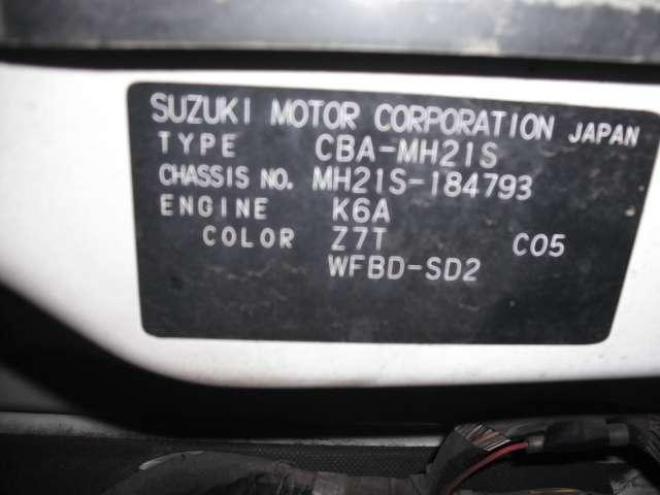 SUZUKI MOTOR CORPORATION JAPAN
TYPE CBA-MH21S
CHASSIS NO. MH21S-184793
ENGINE K6A
COLOR Z7T C05
WFBD-SD2